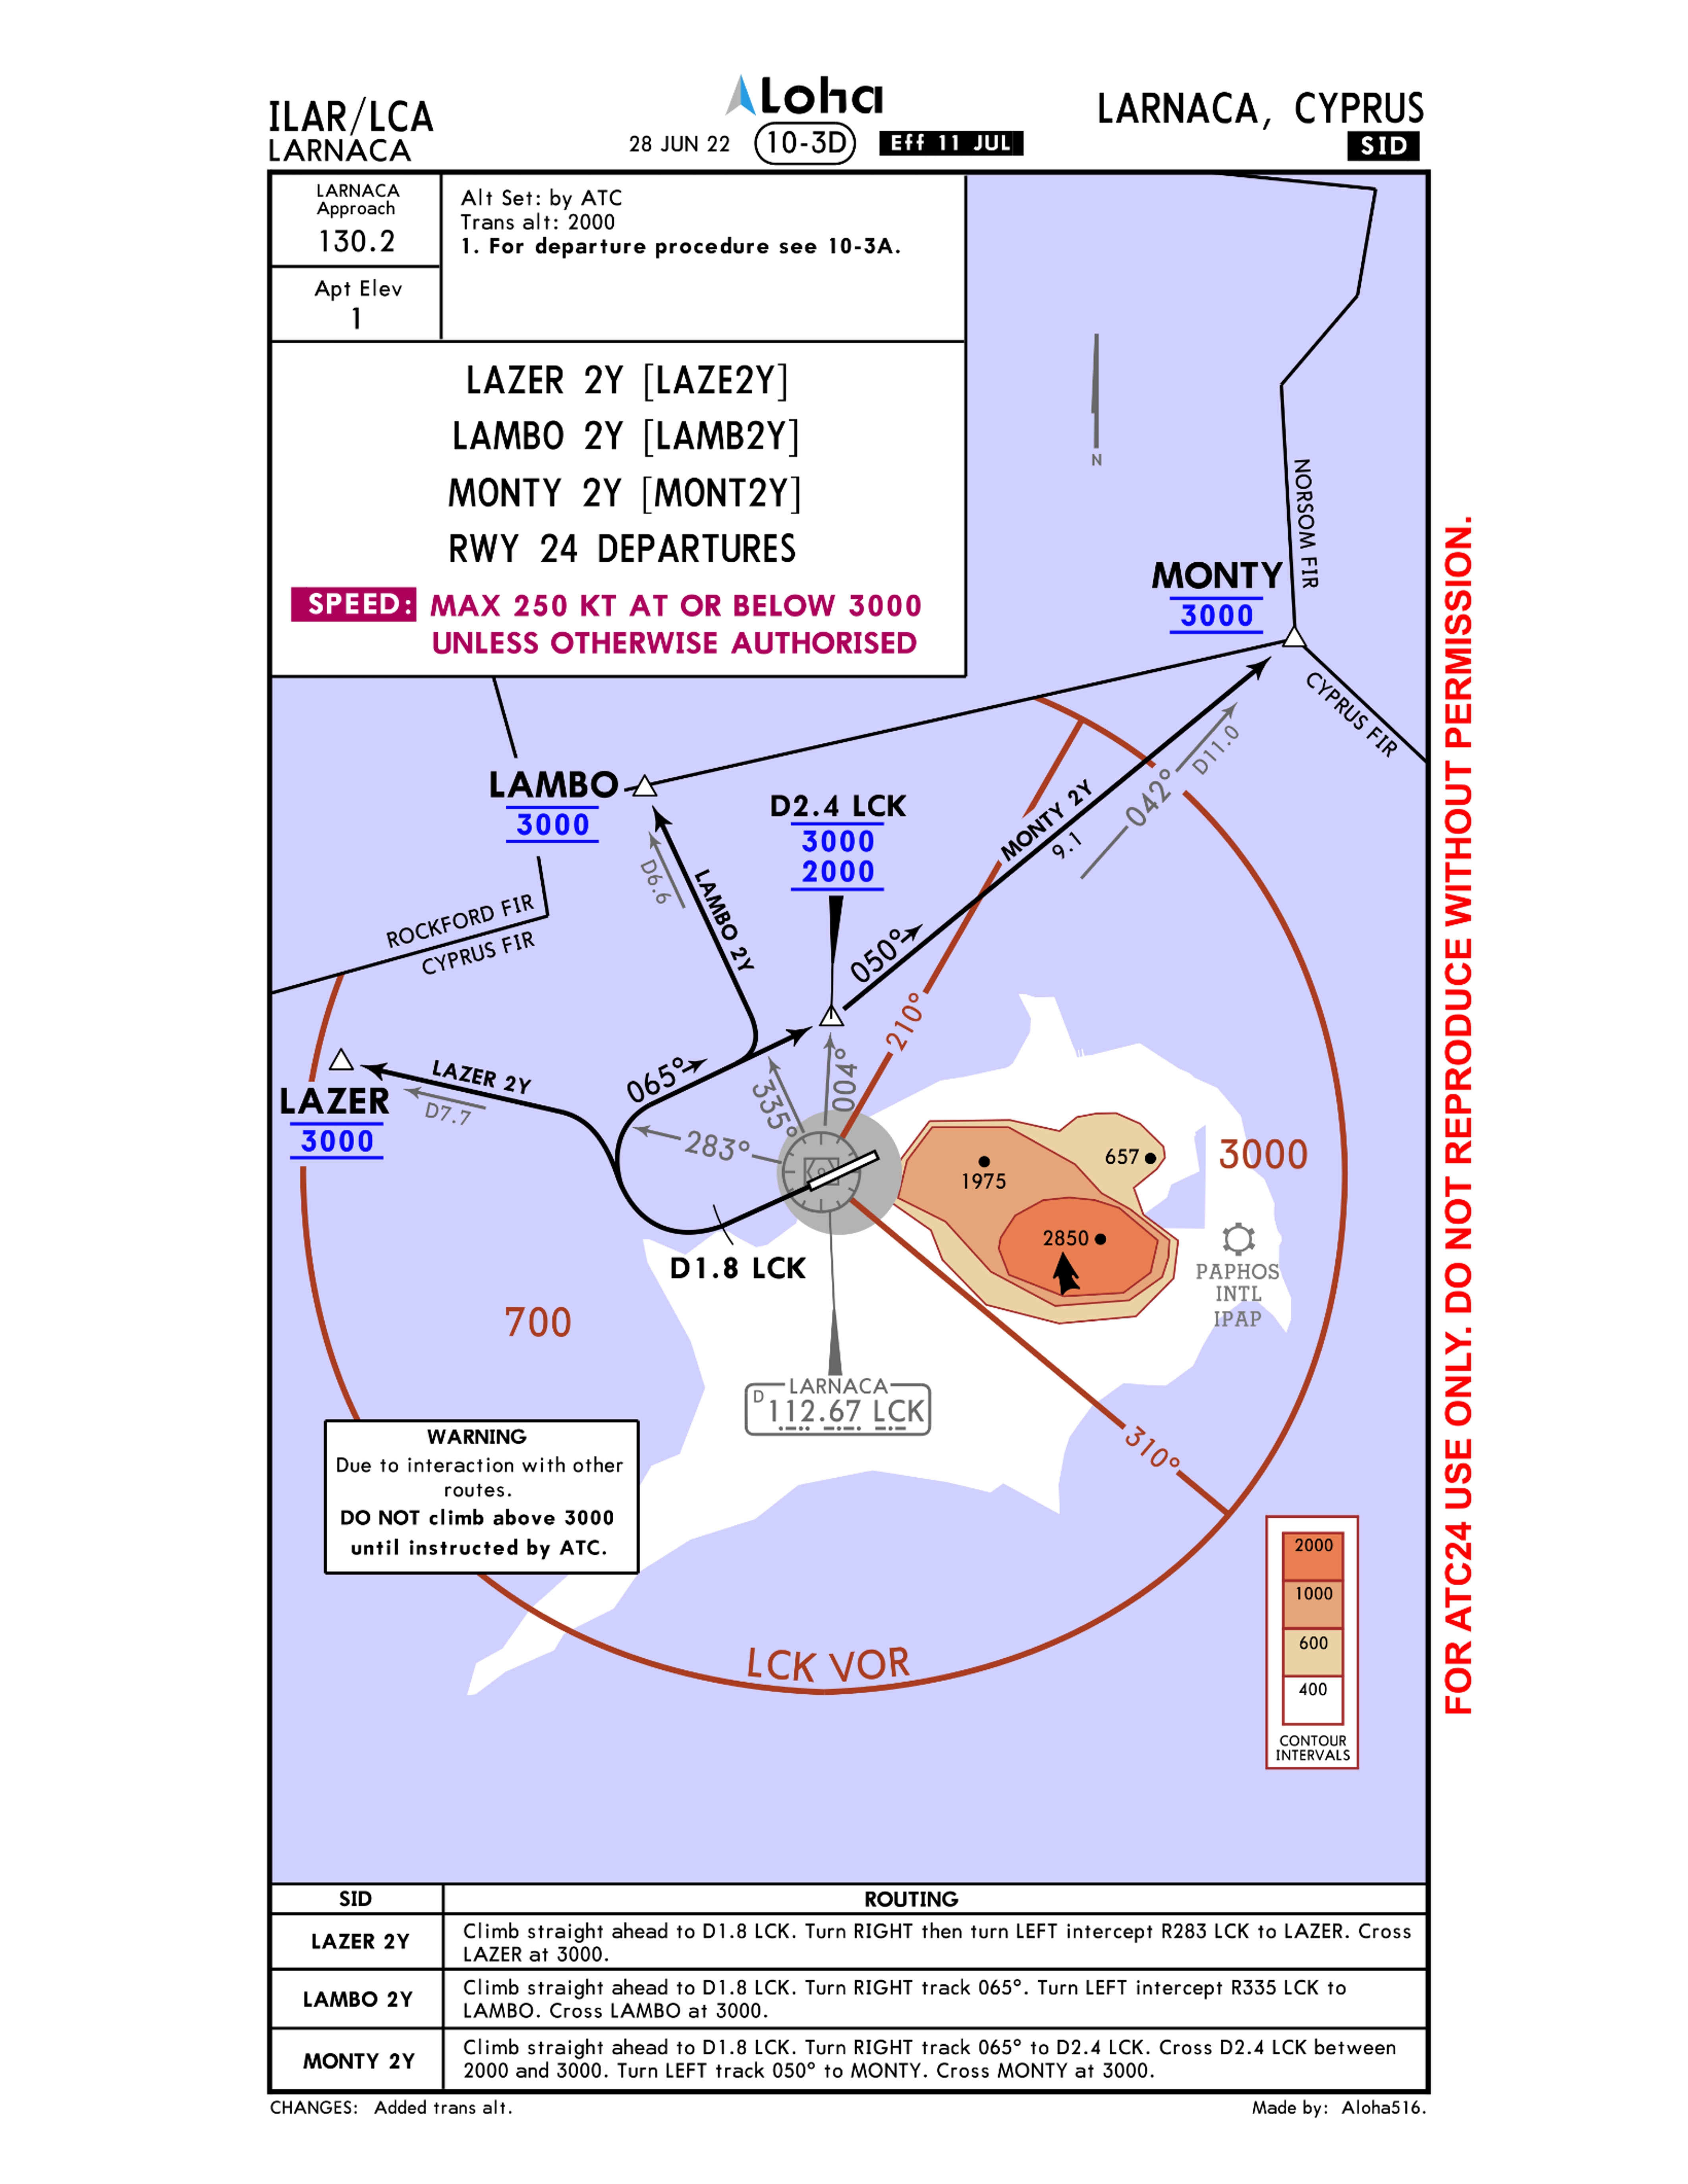 ILAR/LCA
LARNACA
Loha
28 JUN 22
10-3D
Eff 11 JUL
LARNACA, CYPRUS
SID
LARNACA
Approach
130.2
Apt Elev
1
Alt Set: by ATC
Trans alt: 2000
1. For departure procedure see 10-3A.
LAZER 2Y [LAZE2Y]
LAMBO 2Y [LAMB2Y]
MONTY 2Y [MONT2Y]
RWY 24 DEPARTURES
SPEED: MAX 250 KT AT OR BELOW 3000
UNLESS OTHERWISE AUTHORISED
N
NORSOM FIR
MONTY
3000
CYPRUS FIR
LAMBO
3000
D2.4 LCK
3000
2000
MONTY 2Y
9.1
042°
D11.0
D6.6
LAMBO 2Y
ROCKFORD FIR
CYPRUS FIR
050°
210°
LAZER
3000
LAZER 2Y
D7.7
065°
335°
004°
283°
D1.8 LCK
1975
657
2850
3000
PAPHOS
INTL
IPAP
700
LARNACA
D
112.67 LCK
310°
WARNING
Due to interaction with other
routes.
DO NOT climb above 3000
until instructed by ATC.
LCK VOR
2000
1000
600
400
CONTOUR
INTERVALS
SID
ROUTING
LAZER 2Y
Climb straight ahead to D1.8 LCK. Turn RIGHT then turn LEFT intercept R283 LCK to LAZER. Cross
LAZER at 3000.
LAMBO 2Y
Climb straight ahead to D1.8 LCK. Turn RIGHT track 065°. Turn LEFT intercept R335 LCK to
LAMBO. Cross LAMBO at 3000.
MONTY 2Y
Climb straight ahead to D1.8 LCK. Turn RIGHT track 065° to D2.4 LCK. Cross D2.4 LCK between
2000 and 3000. Turn LEFT track 050° to MONTY. Cross MONTY at 3000.
CHANGES: Added trans alt.
Made by: Aloha516.
FOR ATC24 USE ONLY. DO NOT REPRODUCE WITHOUT PERMISSION.